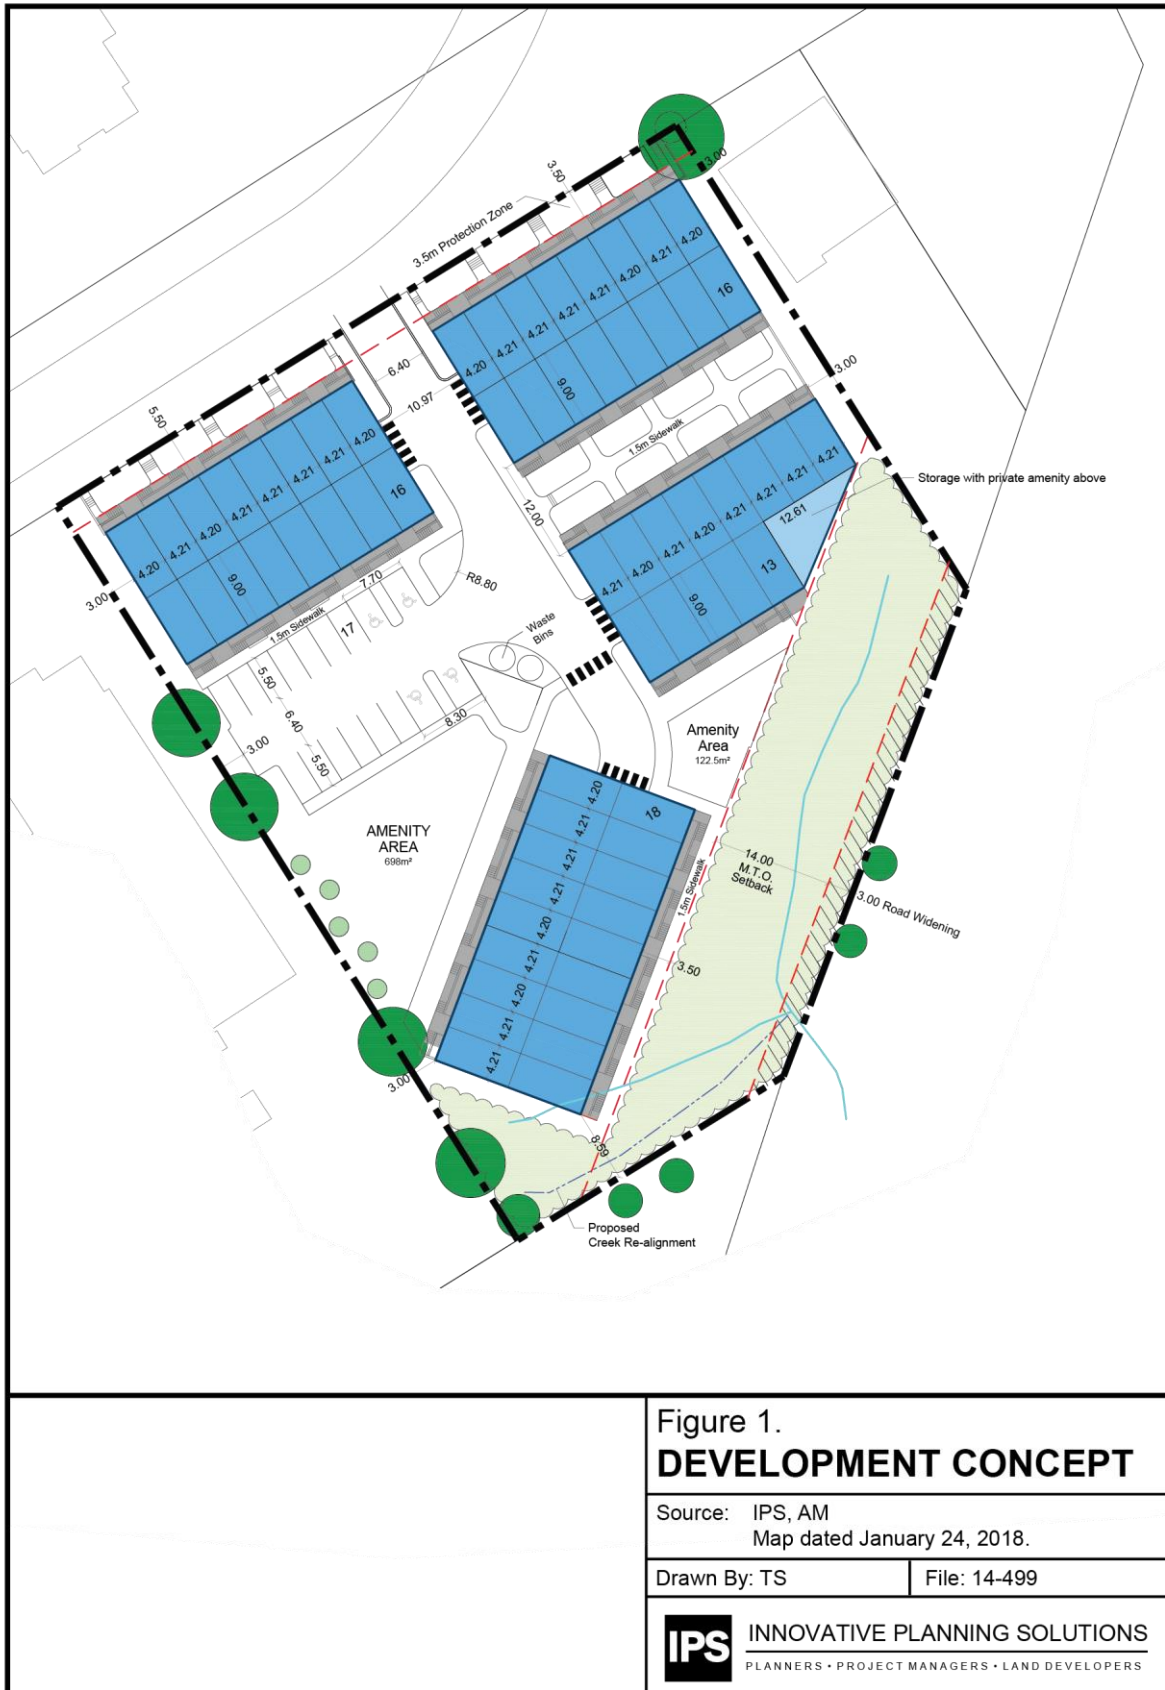 3.00
3.50
3.5m Protection Zone
4.20
4.21
4.20
4.21
4.21
4.21
4.20
16
9.00
6.40
10.97
5.50
4.20
4.21
4.21
4.21
4.20
4.21
4.20
16
9.00
3.00
3.00
1.5m Sidewalk
12.00
4.21
4.21
4.21
4.21
4.20
4.21
4.20
4.21
12.61
13
9.00
Storage with private amenity above
7.70
R8.80
1.5m Sidewalk
17
Waste
Bins
5.50
6.40
5.50
3.00
8.30
Amenity
Area
122.5m²
AMENITY
AREA
698m²
4.20
4.21
4.21
4.21
4.20
4.21
4.20
4.21
4.21
18
1.5m Sidewalk
14.00
M.T.O.
Setback
3.00 Road Widening
3.50
3.00
8.59
Proposed
Creek Re-alignment
Figure 1.
DEVELOPMENT CONCEPT
Source: IPS, AM
Map dated January 24, 2018.
Drawn By: TS
File: 14-499
IPS
INNOVATIVE PLANNING SOLUTIONS
PLANNERS • PROJECT MANAGERS • LAND DEVELOPERS